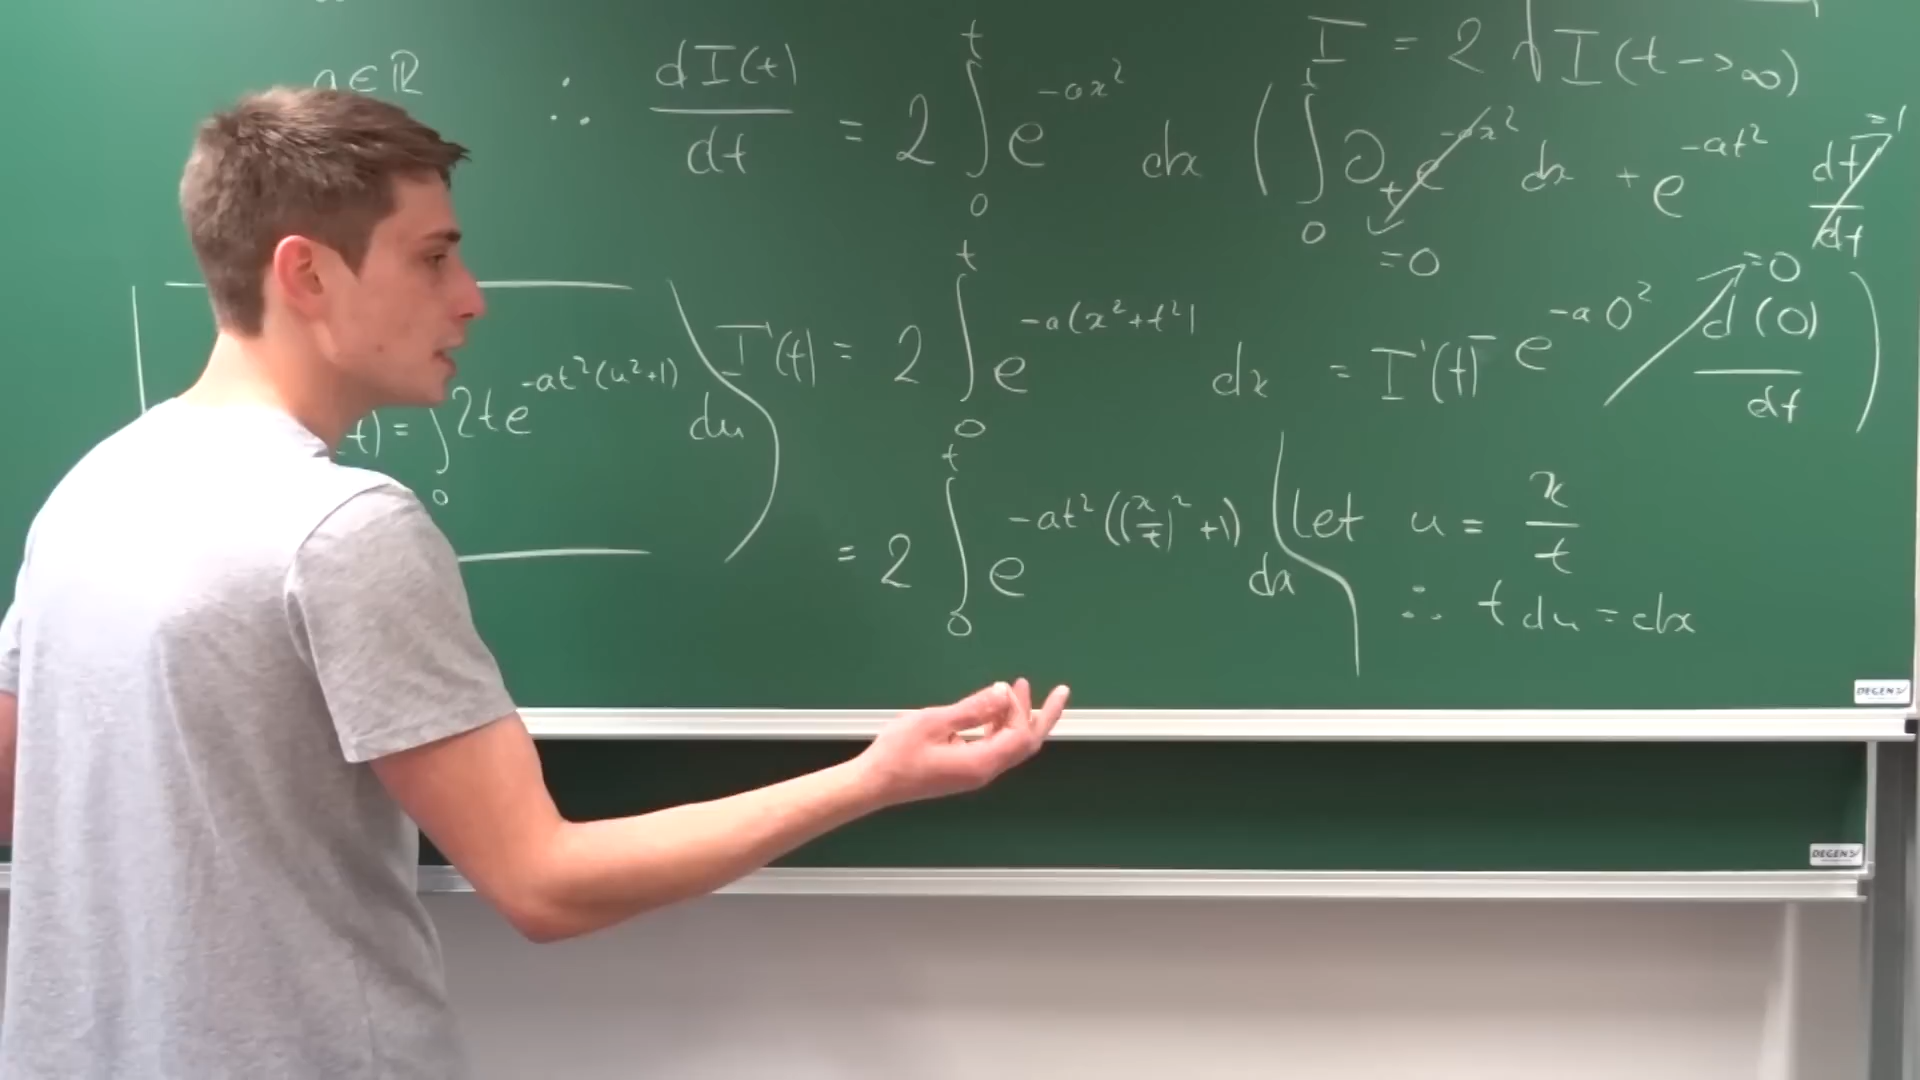 I = 2 √I(t->∞)
a ∈ ℝ
∴ dI(t)/dt = 2 ∫₀ᵗ e^(-ax²) dx ( ∫₀ᵗ ∂ₜ e^(-ax²) dx + e^(-at²) dt/dt =1
=0
I'(t) = 2 ∫₀ᵗ e^(-a(x²+t²)) dx = I'(t) - e^(-a0²) d(0)/dt =0 )
t) = ∫₀ 2t e^(-at²(u²+1)) du
= 2 ∫₀ᵗ e^(-at²((x/t)²+1)) dx
Let u = x/t
∴ t du = dx
DEGEN
DEGEN